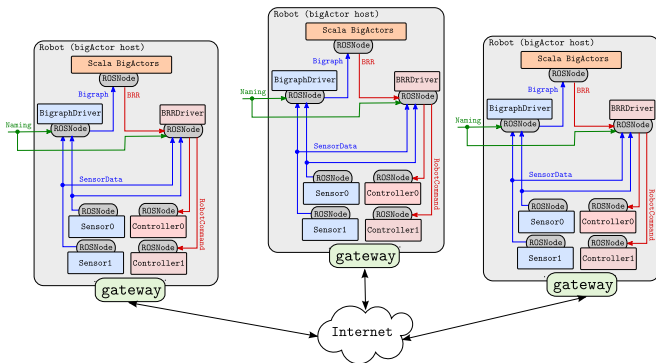 Robot (bigActor host)
Scala BigActors
ROSNode
Bigraph
BRR
BigraphDriver
BRRDriver
Naming
ROSNode
ROSNode
SensorData
ROSNode
ROSNode
Sensor0
Controller0
ROSNode
ROSNode
Sensor1
Controller1
RobotCommand
gateway
Robot (bigActor host)
Scala BigActors
ROSNode
Bigraph
BRR
BigraphDriver
BRRDriver
Naming
ROSNode
ROSNode
SensorData
ROSNode
ROSNode
Sensor0
Controller0
ROSNode
ROSNode
Sensor1
Controller1
RobotCommand
gateway
Robot (bigActor host)
Scala BigActors
ROSNode
Bigraph
BRR
BigraphDriver
BRRDriver
Naming
ROSNode
ROSNode
SensorData
ROSNode
ROSNode
Sensor0
Controller0
ROSNode
ROSNode
Sensor1
Controller1
RobotCommand
gateway
Internet